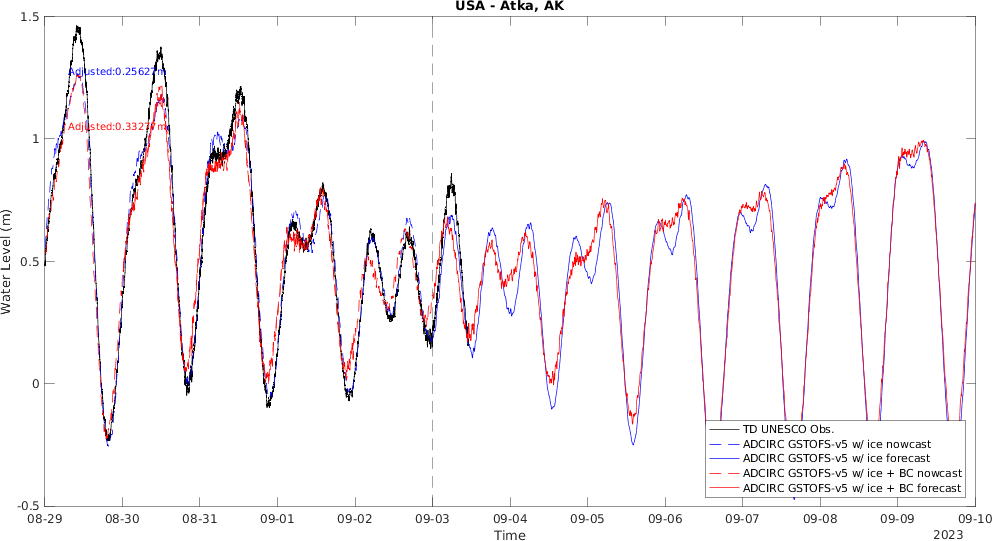 USA - Atka, AK
1.5
1
0.5
0
-0.5
Water Level (m)
Adjusted:0.25627m
Adjusted:0.33237m
TD UNESCO Obs.
ADCIRC GSTOFS-v5 w/ ice nowcast
ADCIRC GSTOFS-v5 w/ ice forecast
ADCIRC GSTOFS-v5 w/ ice + BC nowcast
ADCIRC GSTOFS-v5 w/ ice + BC forecast
08-29 08-30 08-31 09-01 09-02 09-03 09-04 09-05 09-06 09-07 09-08 09-09 09-10
Time
2023